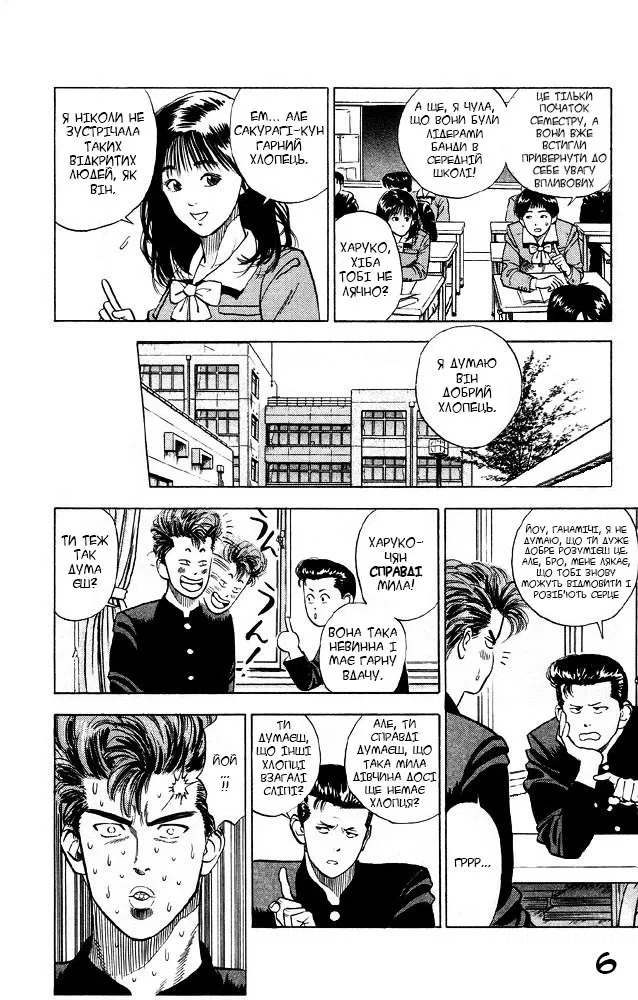 ЦЕ ТІЛЬКИ
ПОЧАТОК
СЕМЕСТРУ,
А ВОНИ ВЖЕ
ВСТИГЛИ
ПРИВЕРНУТИ ДО
СЕБЕ УВАГУ
ВПЛИВОВИХ
А ЩЕ, Я ЧУЛА,
ЩО ВОНИ БУЛИ
ЛІДЕРАМИ
БАНДИ В
СЕРЕДНІЙ
ШКОЛІ!
ХАРУКО,
ХІБА
ТОБІ НЕ
ЛЯЧНО?
ЕМ... АЛЕ
САКУРАГІ-КУН
ГАРНИЙ
ХЛОПЕЦЬ.
Я НІКОЛИ НЕ
ЗУСТРІЧАЛА
ТАКИХ
ВІДКРИТИХ
ЛЮДЕЙ, ЯК
ВІН.
Я ДУМАЮ
ВІН
ДОБРИЙ
ХЛОПЕЦЬ.
ЙОУ, ГАНАМІЧІ, Я НЕ
ДУМАЮ, ЩО ТИ ДУЖЕ
ДОБРЕ РОЗУМІЄШ ЦЕ.
АЛЕ, БРО, МЕНЕ ЛЯКАЄ,
ЩО ТОБІ ЗНОВУ
МОЖУТЬ ВІДМОВИТИ І
РОЗІБ'ЮТЬ СЕРЦЕ
ГРРР...
ХАРУКО-
ЧЯН
СПРАВДІ
МИЛА!
ВОНА ТАКА
НЕВИННА І
МАЄ ГАРНУ
ВДАЧУ.
うんうん!
ТИ ТЕЖ
ТАК
ДУМА
ЄШ?
АЛЕ, ТИ
СПРАВДІ
ДУМАЄШ,
ЩО ТАКА
МИЛА
ДІВЧИНА ДОСІ
ЩЕ НЕМАЄ
ХЛОПЦЯ?
ТИ
ДУМАЄШ,
ЩО ІНШІ
ХЛОПЦІ
ВЗАГАЛІ
СЛІПІ?
ЙОЙ
...!!
6